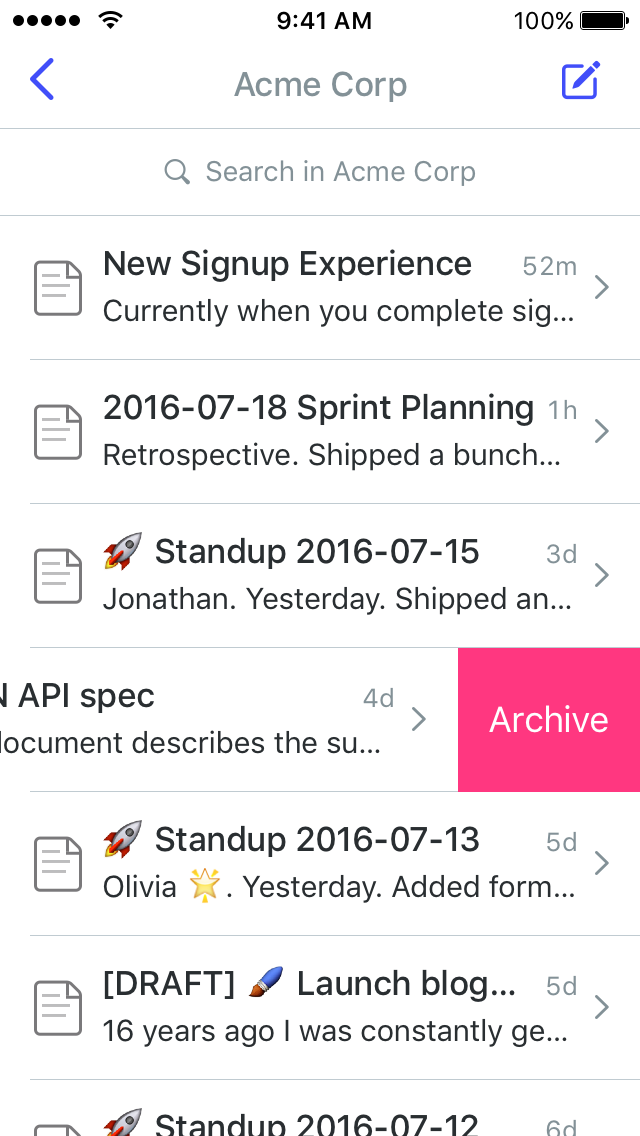 9:41 AM
100%
Acme Corp
Search in Acme Corp
New Signup Experience 52m
Currently when you complete sig...
2016-07-18 Sprint Planning 1h
Retrospective. Shipped a bunch...
🚀 Standup 2016-07-15 3d
Jonathan. Yesterday. Shipped an...
API spec 4d
document describes the su...
Archive
🚀 Standup 2016-07-13 5d
Olivia 🌟. Yesterday. Added form...
[DRAFT] 🖌️ Launch blog... 5d
16 years ago I was constantly ge...
🚀 Standup 2016-07-12 6d